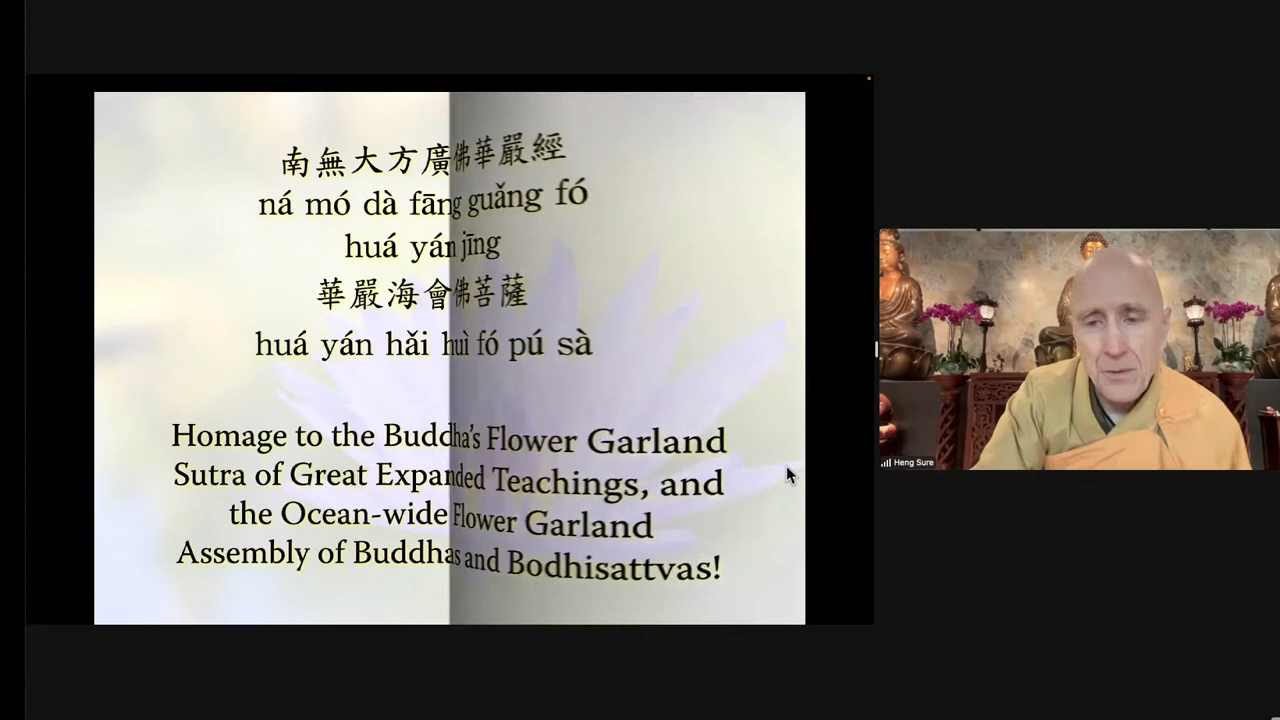 南無大方廣佛華嚴經
ná mó dà fāng guǎng fó
huá yán jīng
華嚴海會佛菩薩
huá yán hǎi huì fó pú sà
Homage to the Buddha's Flower Garland
Sutra of Great Expanded Teachings, and
the Ocean-wide Flower Garland
Assembly of Buddhas and Bodhisattvas!
Heng Sure